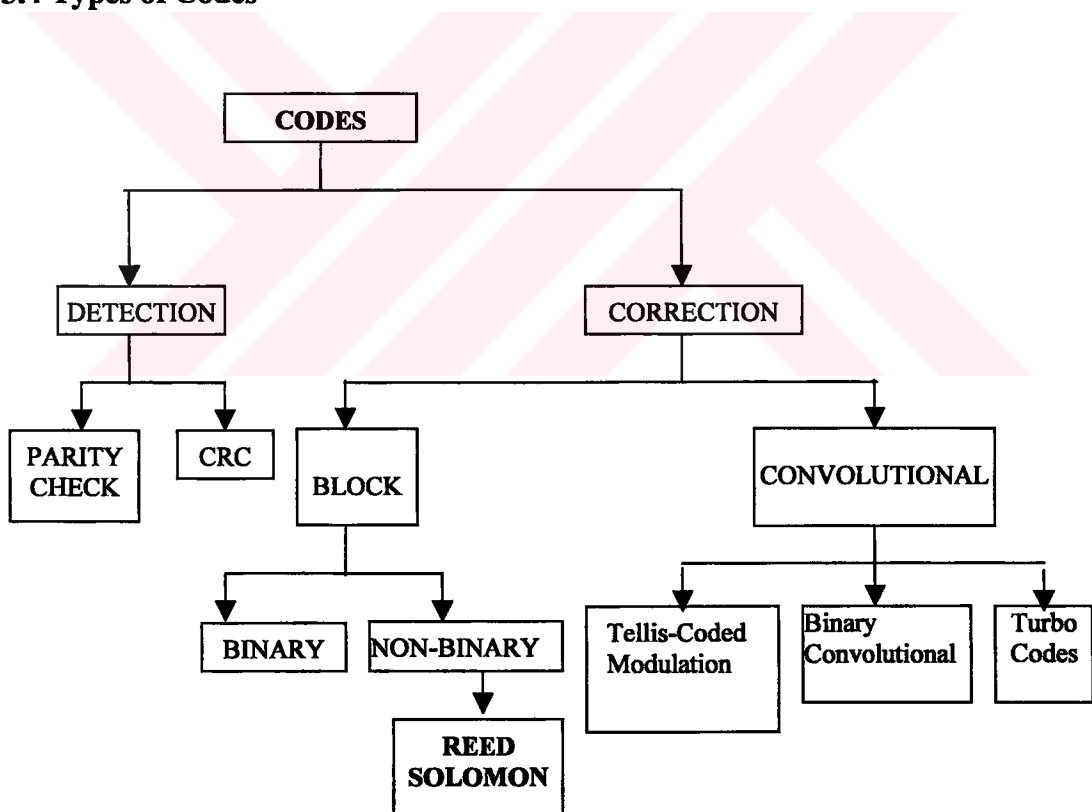 3.4 Types of Codes
CODES
DETECTION
CORRECTION
PARITY
CHECK
CRC
BLOCK
CONVOLUTIONAL
BINARY
NON-BINARY
Tellis-Coded
Modulation
Binary
Convolutional
Turbo
Codes
REED
SOLOMON